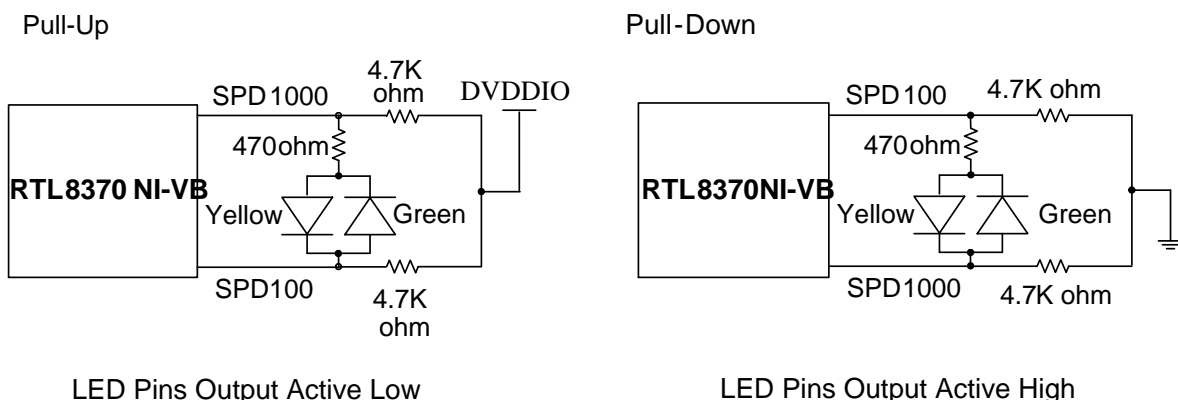 Pull-Up
4.7K
ohm
DVDDIO
SPD1000
470ohm
RTL8370 NI-VB
Yellow
Green
SPD100
4.7K
ohm
LED Pins Output Active Low
Pull-Down
SPD100
4.7K ohm
470ohm
RTL8370NI-VB
Yellow
Green
SPD1000
4.7K ohm
LED Pins Output Active High